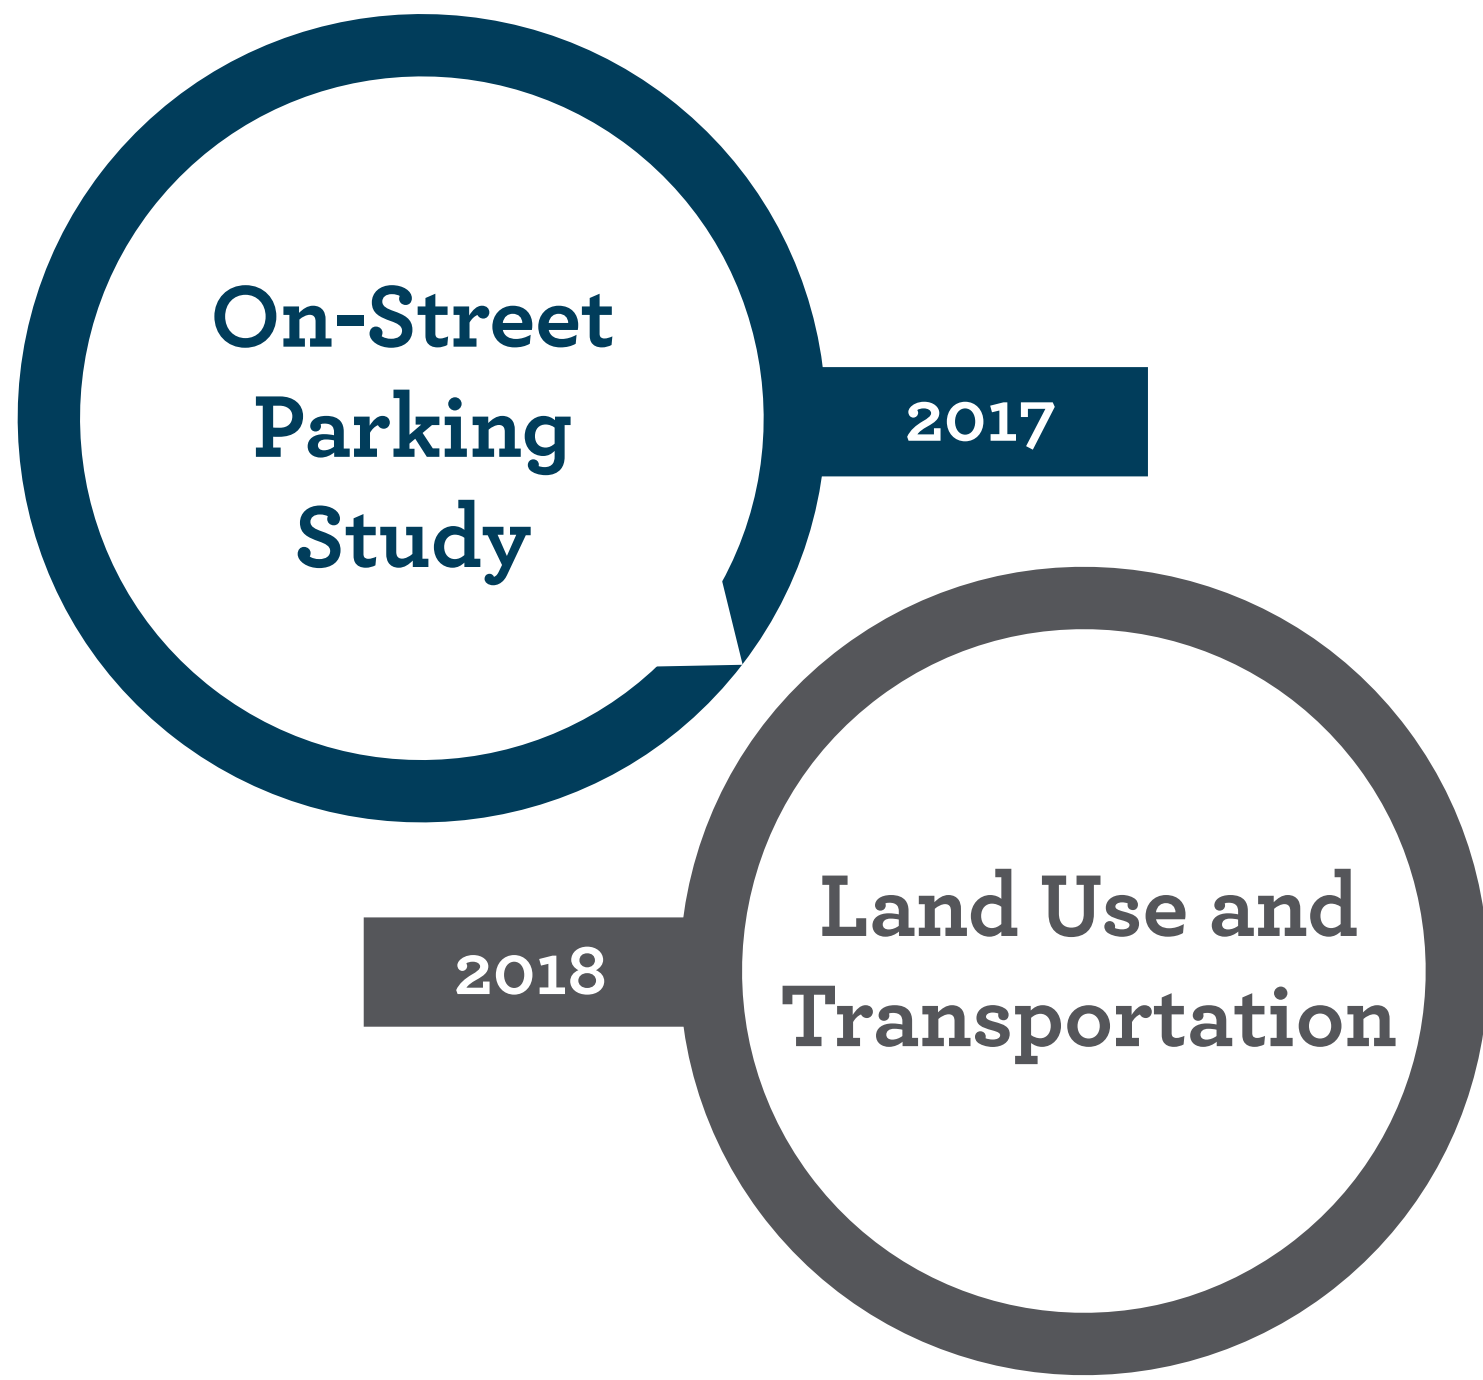 On-Street
Parking
Study
2017
2018
Land Use and
Transportation